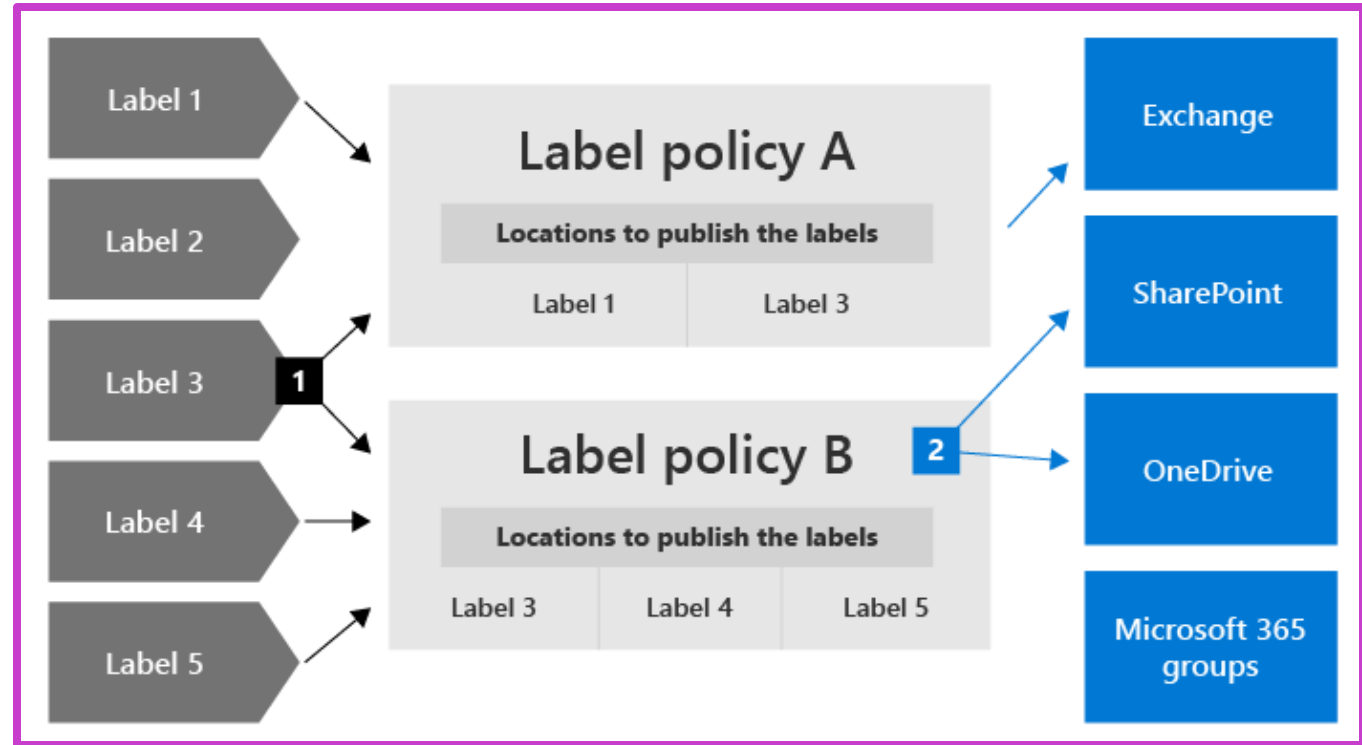 Label 1
Label 2
Label 3
1
Label 4
Label 5
Label policy A
Locations to publish the labels
Label 1
Label 3
Label policy B
2
Locations to publish the labels
Label 3
Label 4
Label 5
Exchange
SharePoint
OneDrive
Microsoft 365
groups